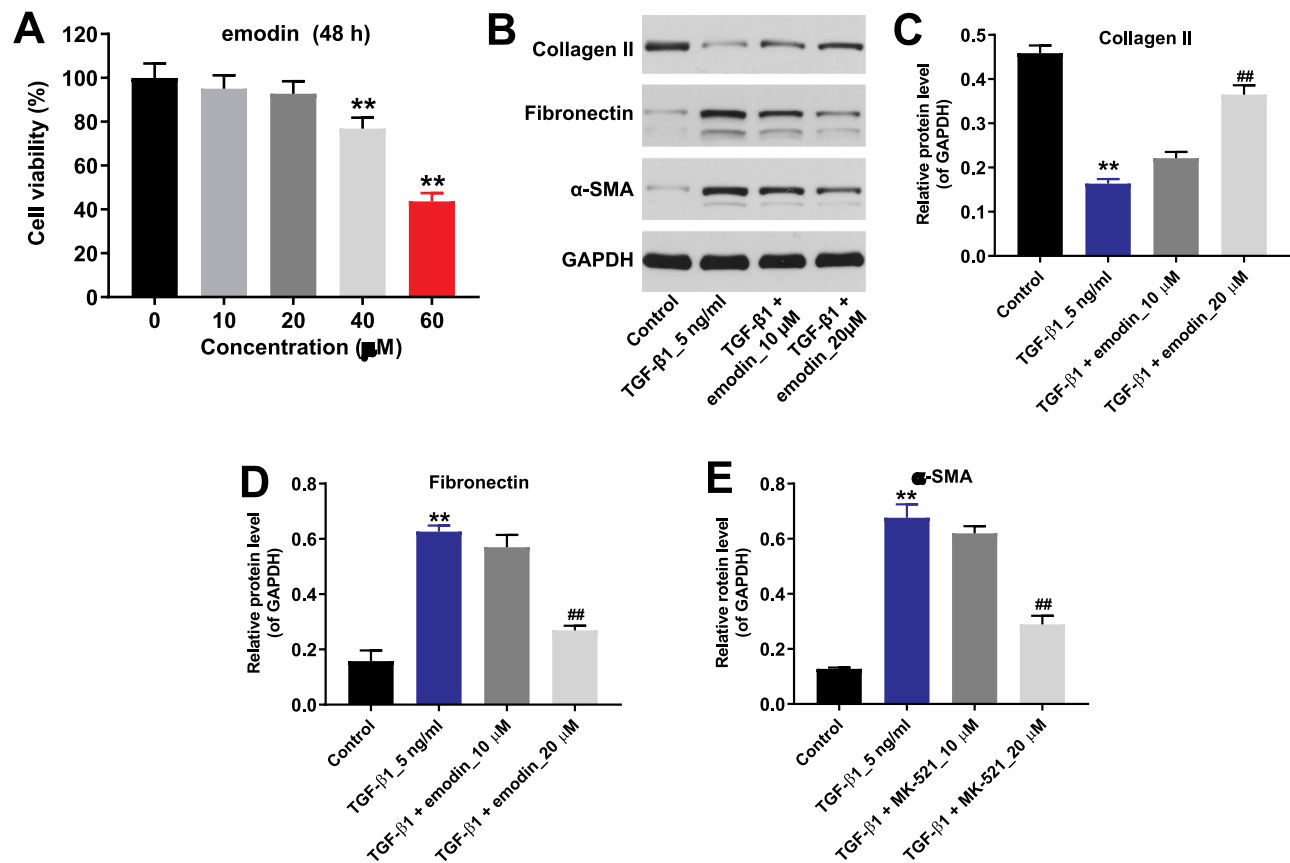 A
emodin (48 h)
Cell viability (%)
120
100
80
60
40
20
0
**
**
0 10 20 40 60
Concentration (μM)
B
Collagen II
Fibronectin
α-SMA
GAPDH
Control
TGF-β1_5 ng/ml
TGF-β1 +
emodin_10 μM
TGF-β1 +
emodin_20μM
C
Collagen II
Relative protein level
(of GAPDH)
0.5
0.4
0.3
0.2
0.1
0.0
**
##
Control
TGF-β1_5 ng/ml
TGF-β1 + emodin_10 μM
TGF-β1 + emodin_20 μM
D
Fibronectin
Relative protein level
(of GAPDH)
0.8
0.6
0.4
0.2
0.0
**
##
Control
TGF-β1_5 ng/ml
TGF-β1 + emodin_10 μM
TGF-β1 + emodin_20 μM
E
α-SMA
Relative rotein level
(of GAPDH)
0.8
0.6
0.4
0.2
0.0
**
##
Control
TGF-β1_5 ng/ml
TGF-β1 + MK-521_10 μM
TGF-β1 + MK-521_20 μM